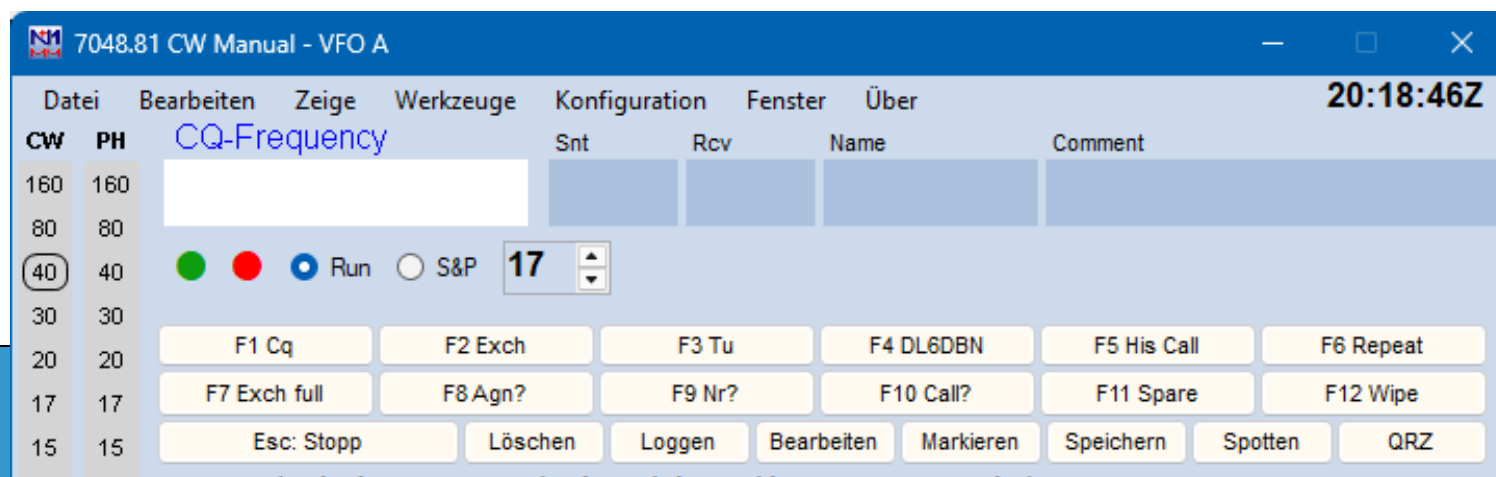 N1 MM 7048.81 CW Manual - VFO A
Datei Bearbeiten Zeige Werkzeuge Konfiguration Fenster Über 20:18:46Z
CW PH CQ-Frequency Snt Rcv Name Comment
160 160
80 80
40 40 Run S&P 17
30 30
F1 Cq F2 Exch F3 Tu F4 DL6DBN F5 His Call F6 Repeat
20 20
F7 Exch full F8 Agn? F9 Nr? F10 Call? F11 Spare F12 Wipe
17 17
15 15 Esc: Stopp Löschen Loggen Bearbeiten Markieren Speichern Spotten QRZ